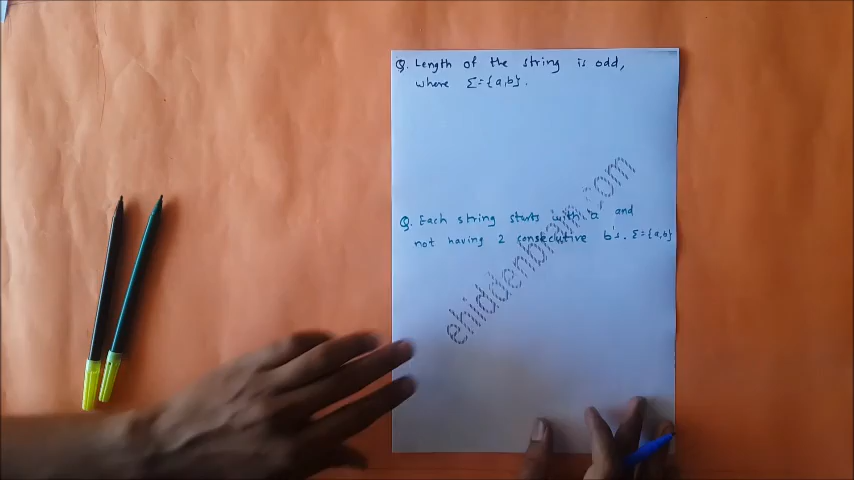 Q. Length of the string is odd,
where Σ={a,b}.
Q. Each string starts with 'a' and
not having 2 consecutive b's. Σ={a,b}
ehiddenbrain.com